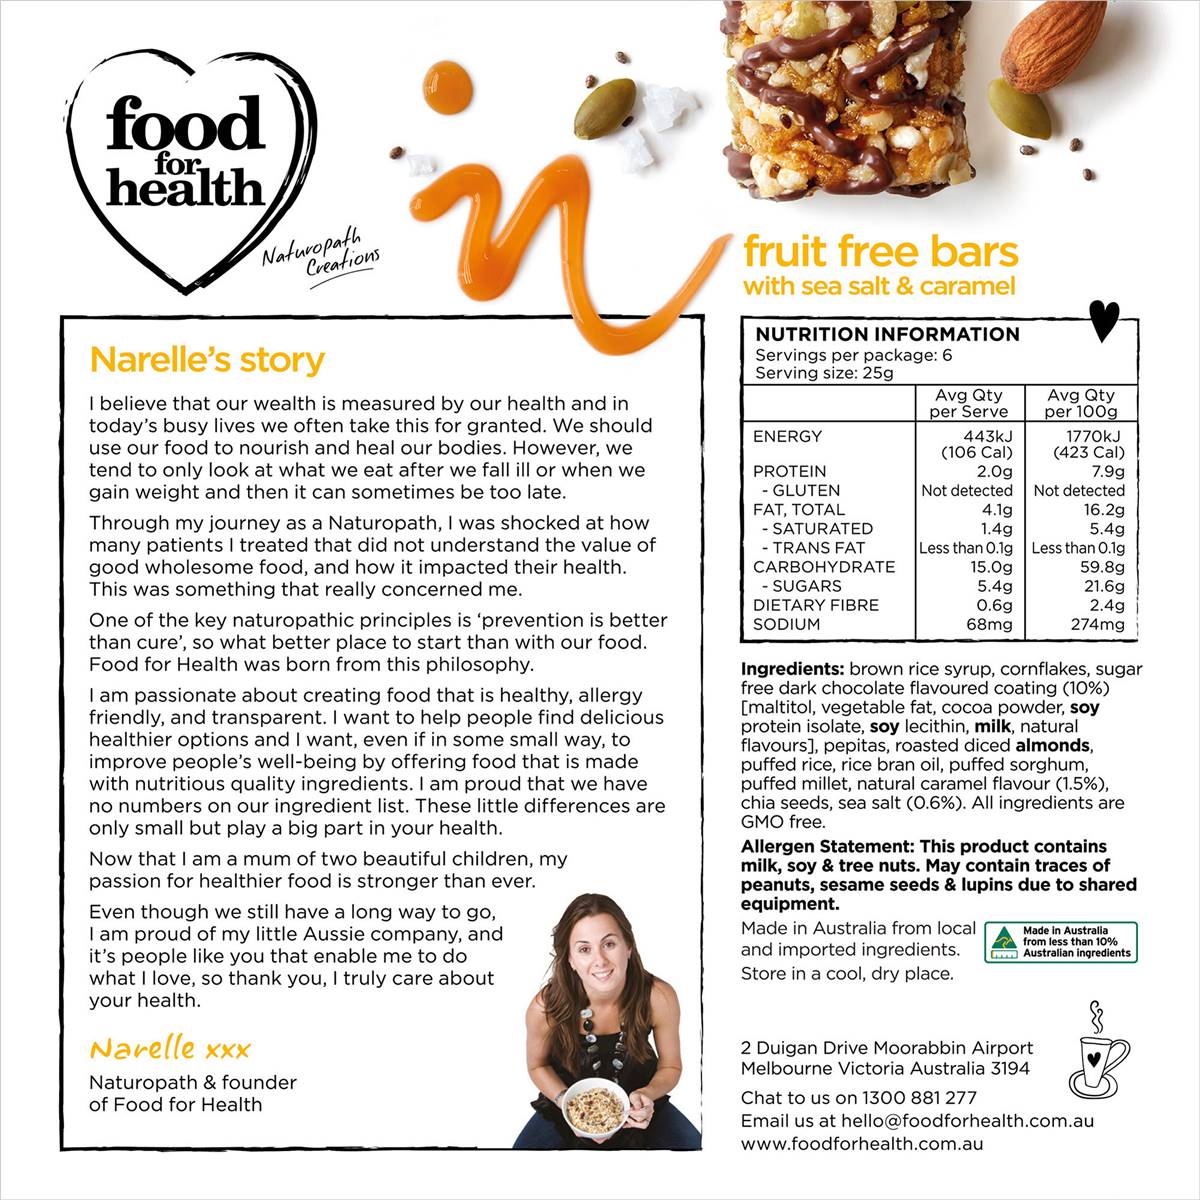 food
for
health
Naturopath
Creations
fruit free bars
with sea salt & caramel
Narelle's story
I believe that our wealth is measured by our health and in
today's busy lives we often take this for granted. We should
use our food to nourish and heal our bodies. However, we
tend to only look at what we eat after we fall ill or when we
gain weight and then it can sometimes be too late.
Through my journey as a Naturopath, I was shocked at how
many patients I treated that did not understand the value of
good wholesome food, and how it impacted their health.
This was something that really concerned me.
One of the key naturopathic principles is 'prevention is better
than cure', so what better place to start than with our food.
Food for Health was born from this philosophy.
I am passionate about creating food that is healthy, allergy
friendly, and transparent. I want to help people find delicious
healthier options and I want, even if in some small way, to
improve people's well-being by offering food that is made
with nutritious quality ingredients. I am proud that we have
no numbers on our ingredient list. These little differences are
only small but play a big part in your health.
Now that I am a mum of two beautiful children, my
passion for healthier food is stronger than ever.
Even though we still have a long way to go,
I am proud of my little Aussie company, and
it's people like you that enable me to do
what I love, so thank you, I truly care about
your health.
Narelle xxx
Naturopath & founder
of Food for Health
NUTRITION INFORMATION
Servings per package: 6
Serving size: 25g
Avg Qty per Serve Avg Qty per 100g
ENERGY 443kJ 1770kJ
(106 Cal) (423 Cal)
PROTEIN 2.0g 7.9g
- GLUTEN Not detected Not detected
FAT, TOTAL 4.1g 16.2g
- SATURATED 1.4g 5.4g
- TRANS FAT Less than 0.1g Less than 0.1g
CARBOHYDRATE 15.0g 59.8g
- SUGARS 5.4g 21.6g
DIETARY FIBRE 0.6g 2.4g
SODIUM 68mg 274mg
Ingredients: brown rice syrup, cornflakes, sugar
free dark chocolate flavoured coating (10%)
[maltitol, vegetable fat, cocoa powder, soy
protein isolate, soy lecithin, milk, natural
flavours], pepitas, roasted diced almonds,
puffed rice, rice bran oil, puffed sorghum,
puffed millet, natural caramel flavour (1.5%),
chia seeds, sea salt (0.6%). All ingredients are
GMO free.
Allergen Statement: This product contains
milk, soy & tree nuts. May contain traces of
peanuts, sesame seeds & lupins due to shared
equipment.
Made in Australia from local
and imported ingredients.
Store in a cool, dry place.
Made in Australia
from less than 10%
Australian ingredients
2 Duigan Drive Moorabbin Airport
Melbourne Victoria Australia 3194
Chat to us on 1300 881 277
Email us at hello@foodforhealth.com.au
www.foodforhealth.com.au